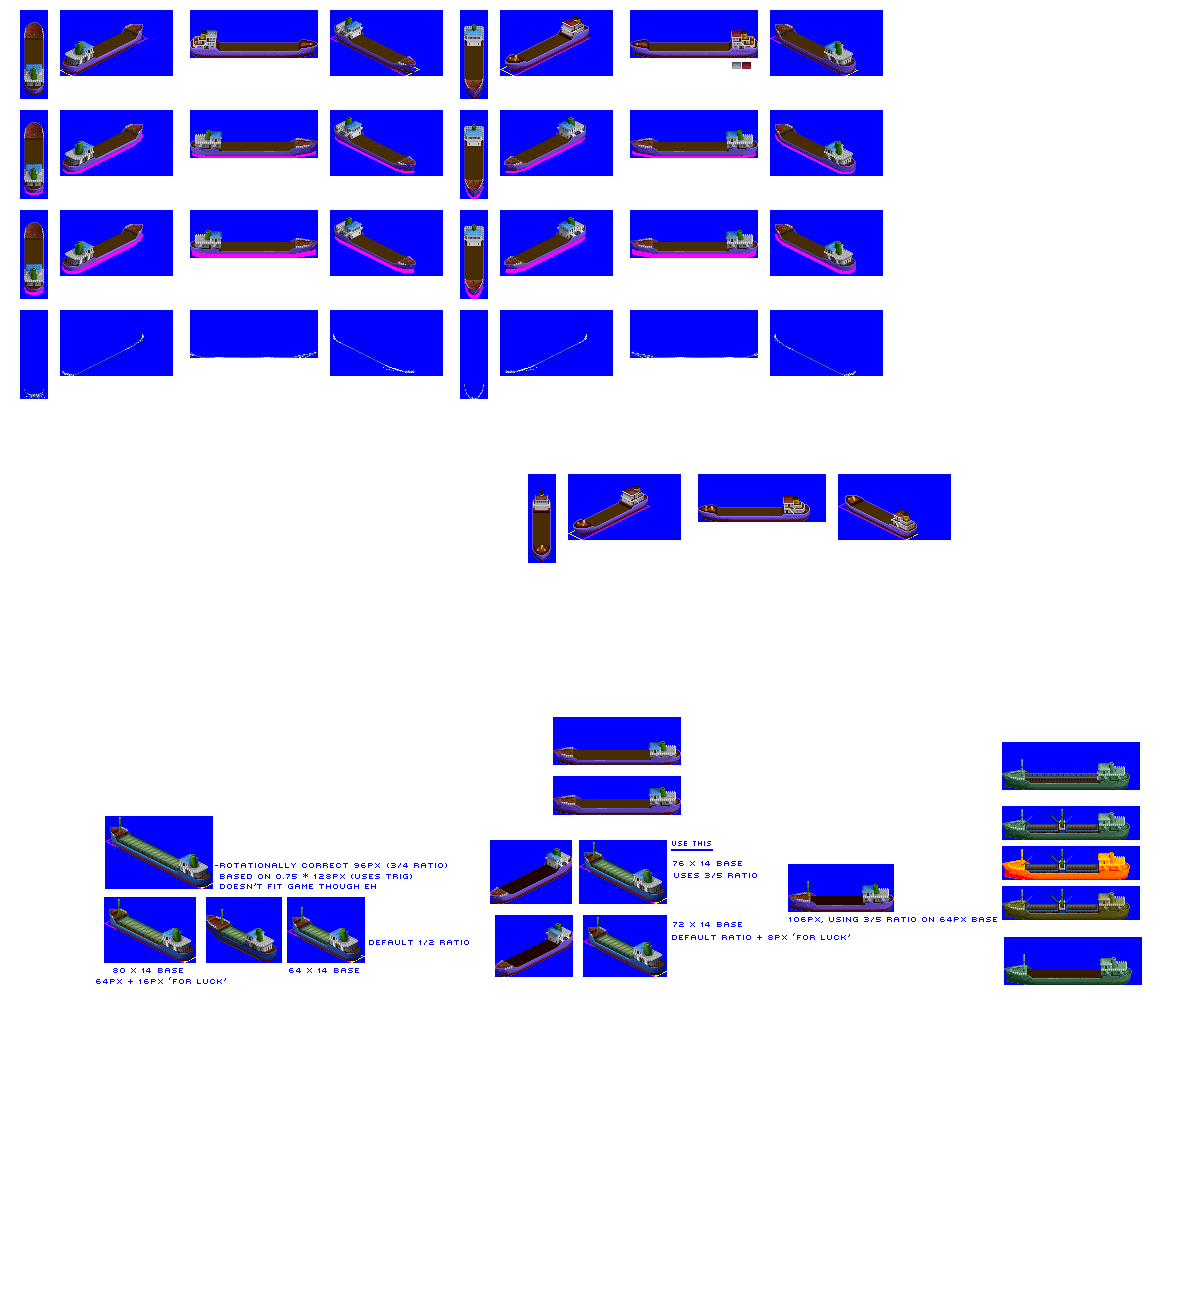 USE THIS
76 X 14 BASE
USES 3/5 RATIO
-ROTATIONALLY CORRECT 96PX (3/4 RATIO)
BASED ON 0.75 * 128PX (USES TRIG)
DOESN'T FIT GAME THOUGH EH
106PX, USING 3/5 RATIO ON 64PX BASE
72 X 14 BASE
DEFAULT RATIO + 8PX 'FOR LUCK'
DEFAULT 1/2 RATIO
80 X 14 BASE
64PX + 16PX 'FOR LUCK'
64 X 14 BASE